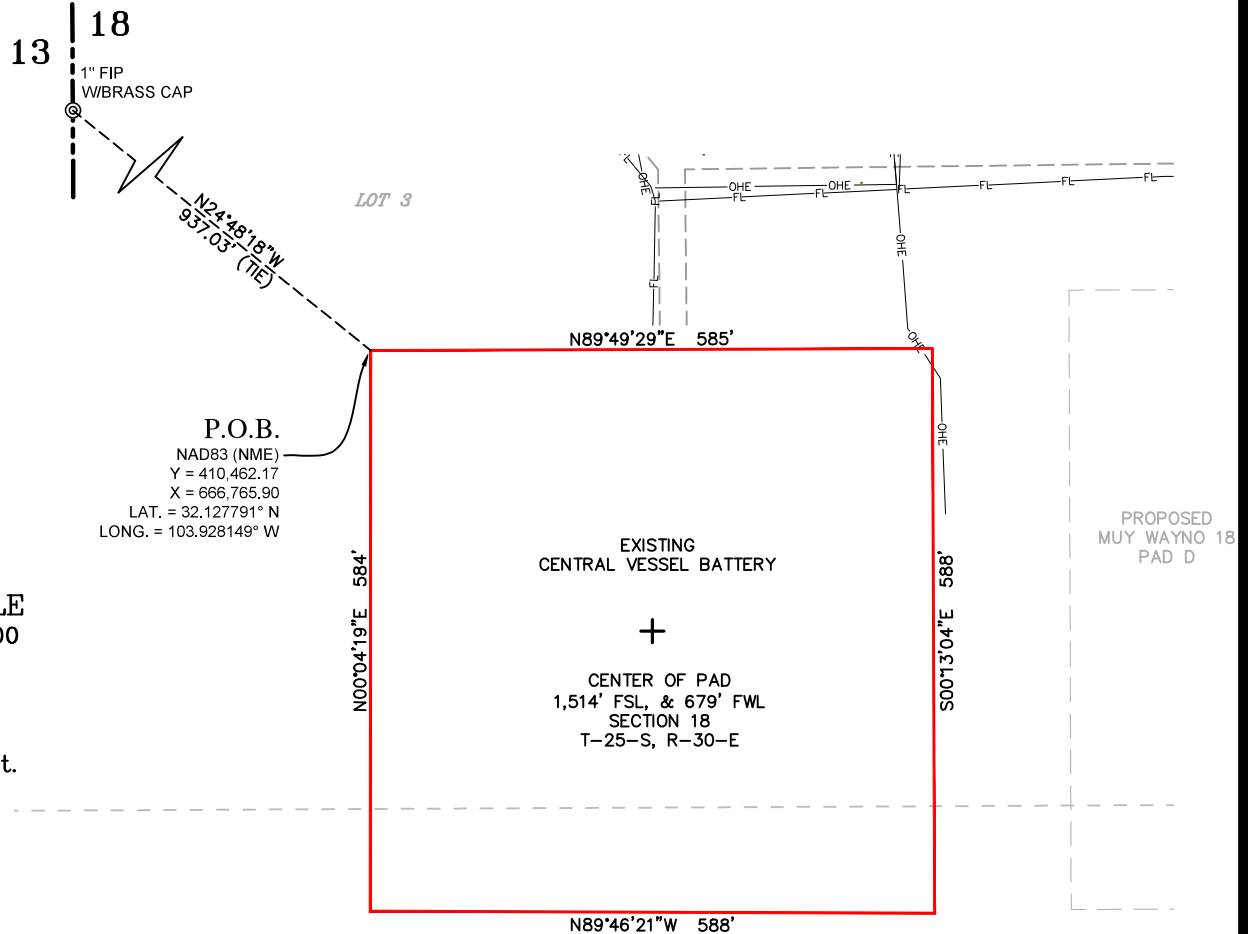 18
13
1" FIP
W/BRASS CAP
LOT 3
N24°48'18"W
937.03' (TIE)
OHE
OHE
OHE
FL
FL
FL
FL
FL
FL
FL
FL
OHE
OHE
OHE
N89°49'29"E 585'
P.O.B.
NAD83 (NME)
Y = 410,462.17
X = 666,765.90
LAT. = 32.127791° N
LONG. = 103.928149° W
PROPOSED
MUY WAYNO 18
PAD D
EXISTING
CENTRAL VESSEL BATTERY
N00°04'19"E 584'
S00°13'04"E 588'
CENTER OF PAD
1,514' FSL, & 679' FWL
SECTION 18
T-25-S, R-30-E
t.
N89°46'21"W 588'